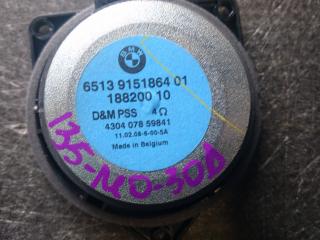 BMW
6513 9151864 01
188200 10
D&M PSS 4Ω
4304 078 59841
11.02.08-6-00-5A
Made in Belgium
135-MO-30A